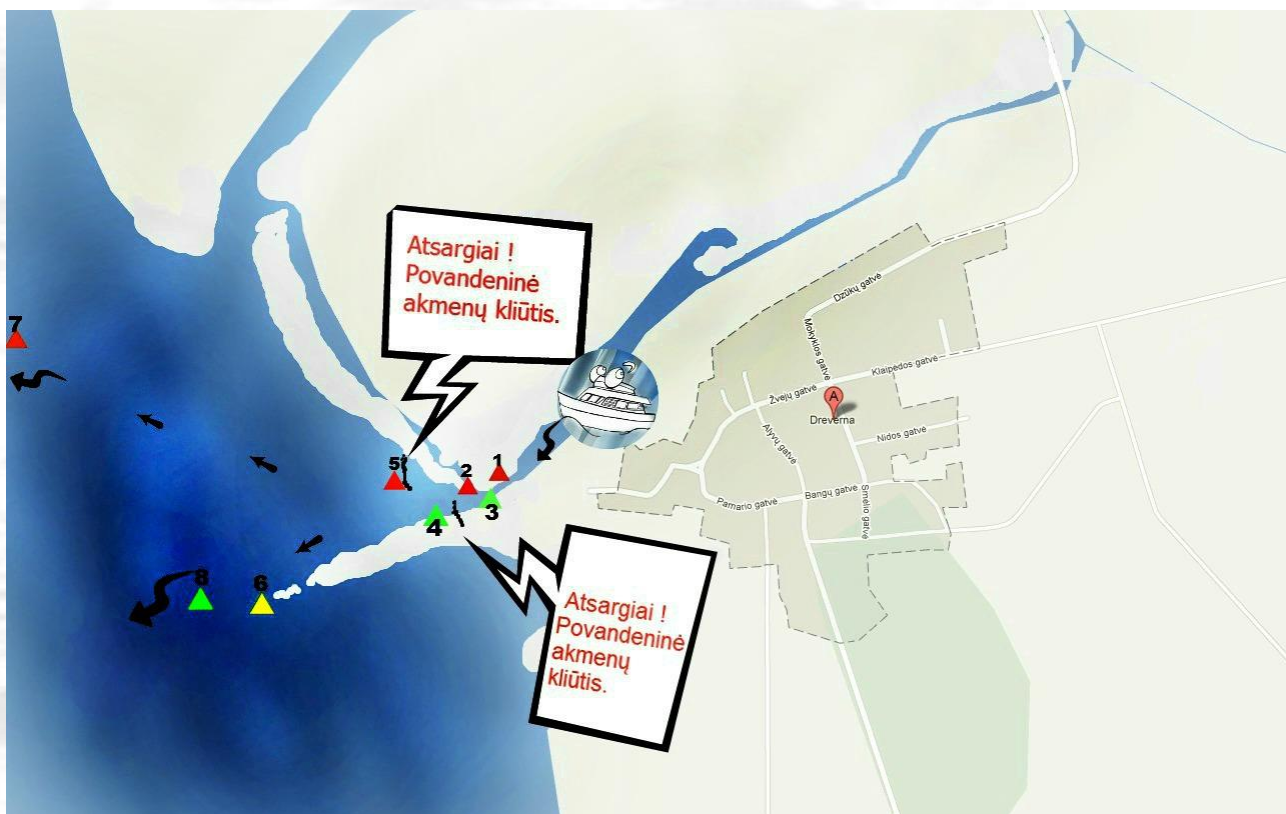 Atsargiai !
Povandeninė
akmenų kliūtis.
7
5
2
1
4
3
8
6
Atsargiai !
Povandeninė
akmenų
kliūtis.
Dzūkų gatvė
Mokyklos gatvė
Klaipėdos gatvė
Žvejų gatvė
A
Dreverna
Alyvų gatvė
Nidos gatvė
Pamario gatvė
Bangų gatvė
Smėlio gatvė